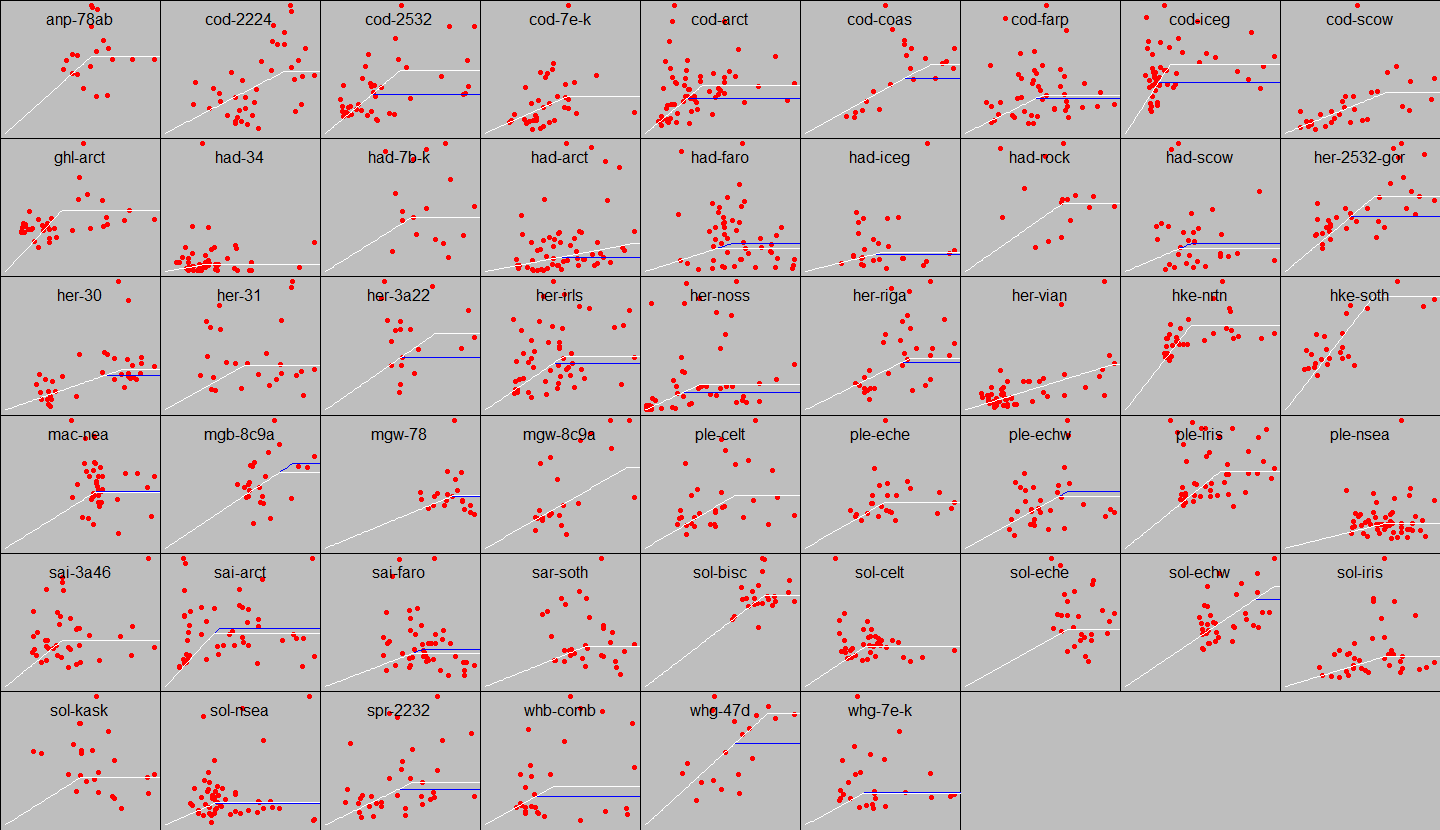 anp-78ab cod-2224 cod-2532 cod-7e-k cod-arct cod-coas cod-farp cod-iceg cod-scow
ghl-arct had-34 had-7b-k had-arct had-faro had-iceg had-rock had-scow her-2532-gor
her-30 her-31 her-3a22 her-irls her-noss her-riga her-vian hke-nrtn hke-soth
mac-nea mgb-8c9a mgw-78 mgw-8c9a ple-celt ple-eche ple-echw ple-iris ple-nsea
sai-3a46 sai-arct sai-faro sar-soth sol-bisc sol-celt sol-eche sol-echw sol-iris
sol-kask sol-nsea spr-2232 whb-comb whg-47d whg-7e-k